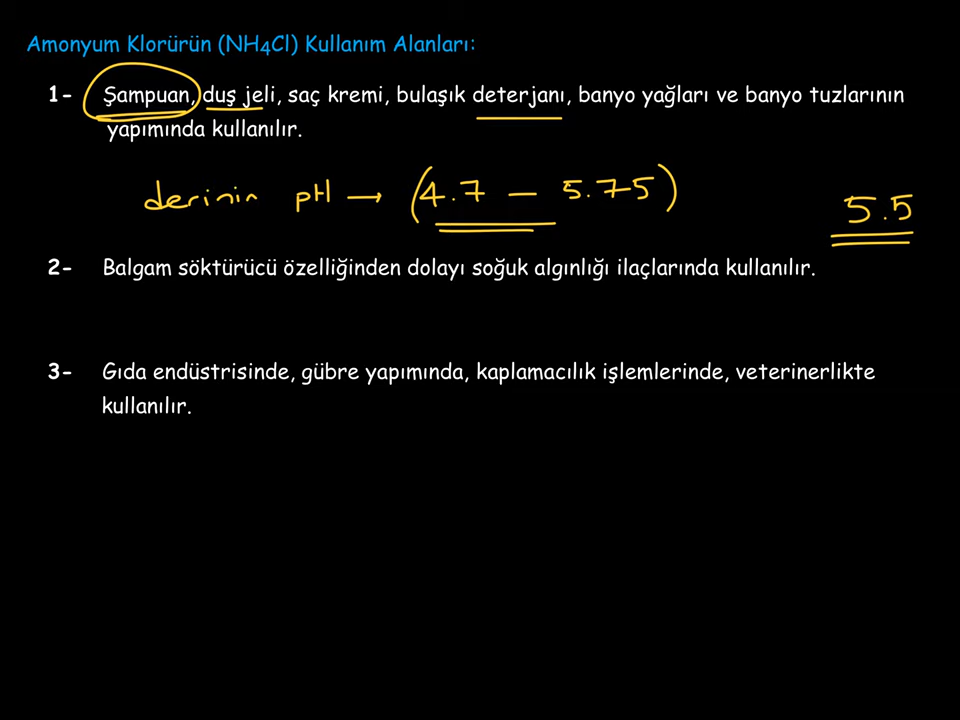 Amonyum Klorürün (NH4Cl) Kullanım Alanları:
1- Şampuan, duş jeli, saç kremi, bulaşık deterjanı, banyo yağları ve banyo tuzlarının
yapımında kullanılır.
derinin pH → (4.7 – 5.75)
5.5
2- Balgam söktürücü özelliğinden dolayı soğuk algınlığı ilaçlarında kullanılır.
3- Gıda endüstrisinde, gübre yapımında, kaplamacılık işlemlerinde, veterinerlikte
kullanılır.